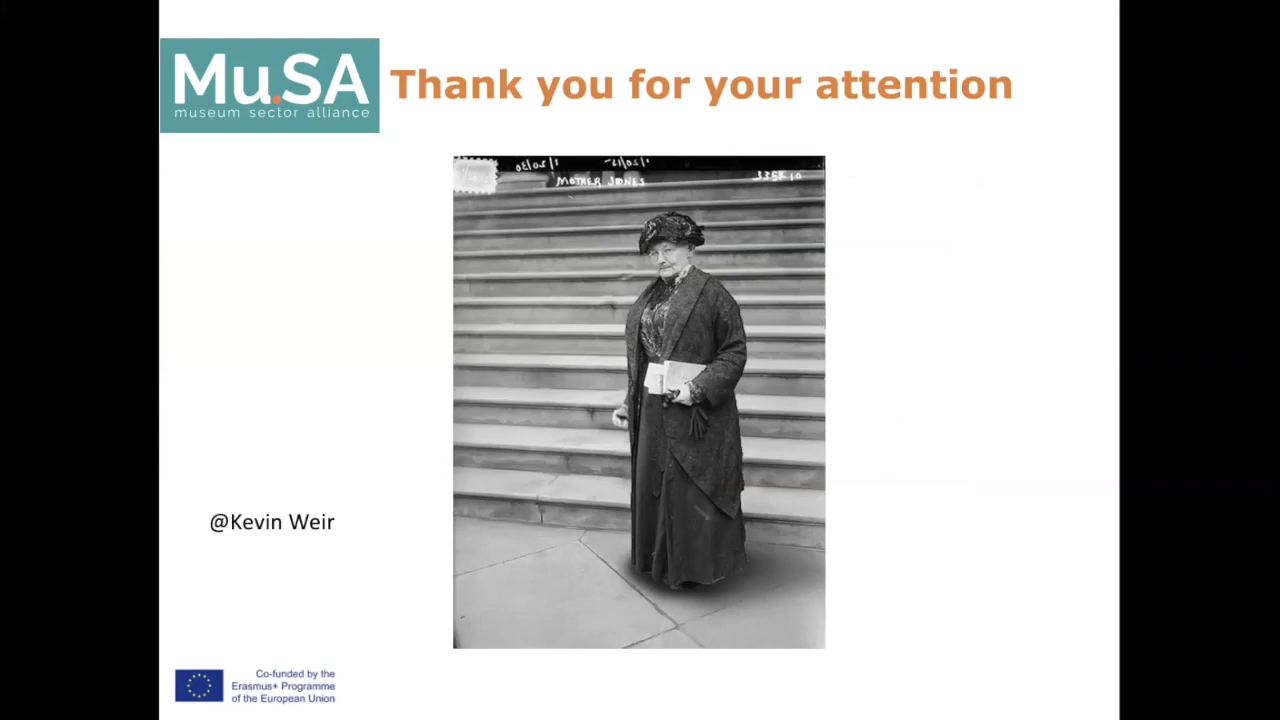 Mu.SA
museum sector alliance
Thank you for your attention
MOTHER JONES
@Kevin Weir
Co-funded by the
Erasmus+ Programme
of the European Union